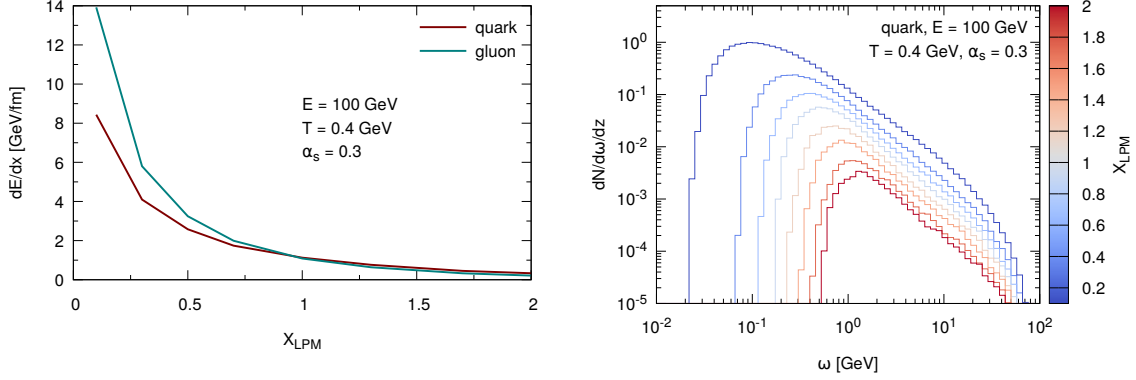 14
12
10
8
6
4
2
0
dE/dx [GeV/fm]
quark
gluon
E = 100 GeV
T = 0.4 GeV
αs = 0.3
0 0.5 1 1.5 2
X_LPM
quark, E = 100 GeV
T = 0.4 GeV, αs = 0.3
10^0
10^-1
10^-2
10^-3
10^-4
10^-5
dN/dω/dz
10^-2 10^-1 10^0 10^1 10^2
ω [GeV]
2
1.8
1.6
1.4
1.2
1
0.8
0.6
0.4
0.2
X_LPM